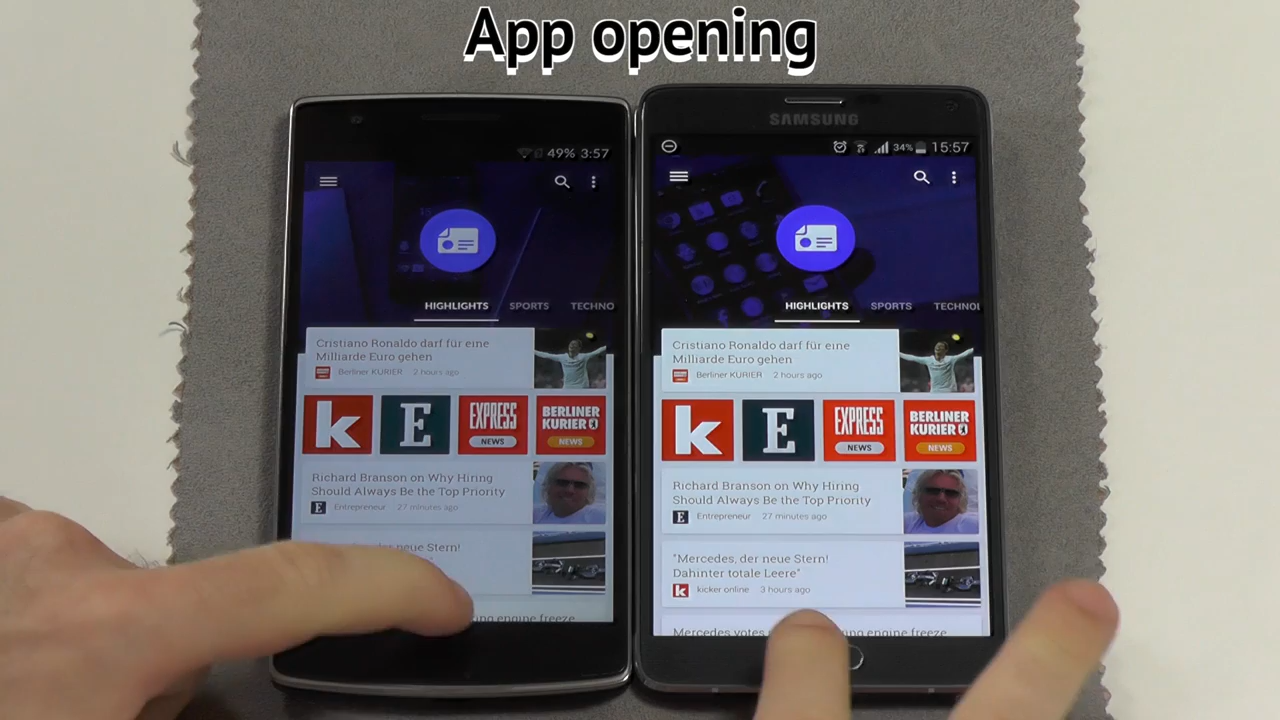 App opening
49% 3:57
HIGHLIGHTS SPORTS TECHNO
Cristiano Ronaldo darf für eine
Milliarde Euro gehen
Berliner KURIER 2 hours ago
k E EXPRESS NEWS BERLINER KURIER NEWS
Richard Branson on Why Hiring
Should Always Be the Top Priority
E Entrepreneur 27 minutes ago
neue Stern!
engine freeze
SAMSUNG
34% 15:57
HIGHLIGHTS SPORTS TECHNOL
Cristiano Ronaldo darf für eine
Milliarde Euro gehen
Berliner KURIER 2 hours ago
k E EXPRESS NEWS BERLINER KURIER NEWS
Richard Branson on Why Hiring
Should Always Be the Top Priority
E Entrepreneur 27 minutes ago
"Mercedes, der neue Stern!
Dahinter totale Leere"
k kicker online 3 hours ago
Mercedes votes engine freeze